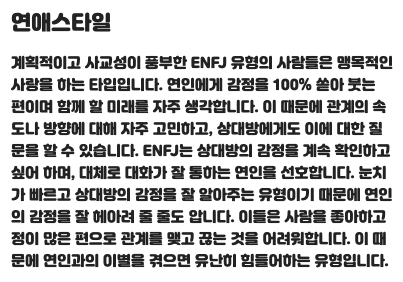 연애스타일
계획적이고 사교성이 풍부한 ENFJ 유형의 사람들은 맹목적인
사랑을 하는 타입입니다. 연인에게 감정을 100% 쏟아 붓는
편이며 함께 할 미래를 자주 생각합니다. 이 때문에 관계의 속
도나 방향에 대해 자주 고민하고, 상대방에게도 이에 대한 질
문을 할 수 있습니다. ENFJ는 상대방의 감정을 계속 확인하고
싶어 하며, 대체로 대화가 잘 통하는 연인을 선호합니다. 눈치
가 빠르고 상대방의 감정을 잘 알아주는 유형이기 때문에 연인
의 감정을 잘 헤아려 줄 줄도 압니다. 이들은 사람을 좋아하고
정이 많은 편으로 관계를 맺고 끊는 것을 어려워합니다. 이 때
문에 연인과의 이별을 겪으면 유난히 힘들어하는 유형입니다.